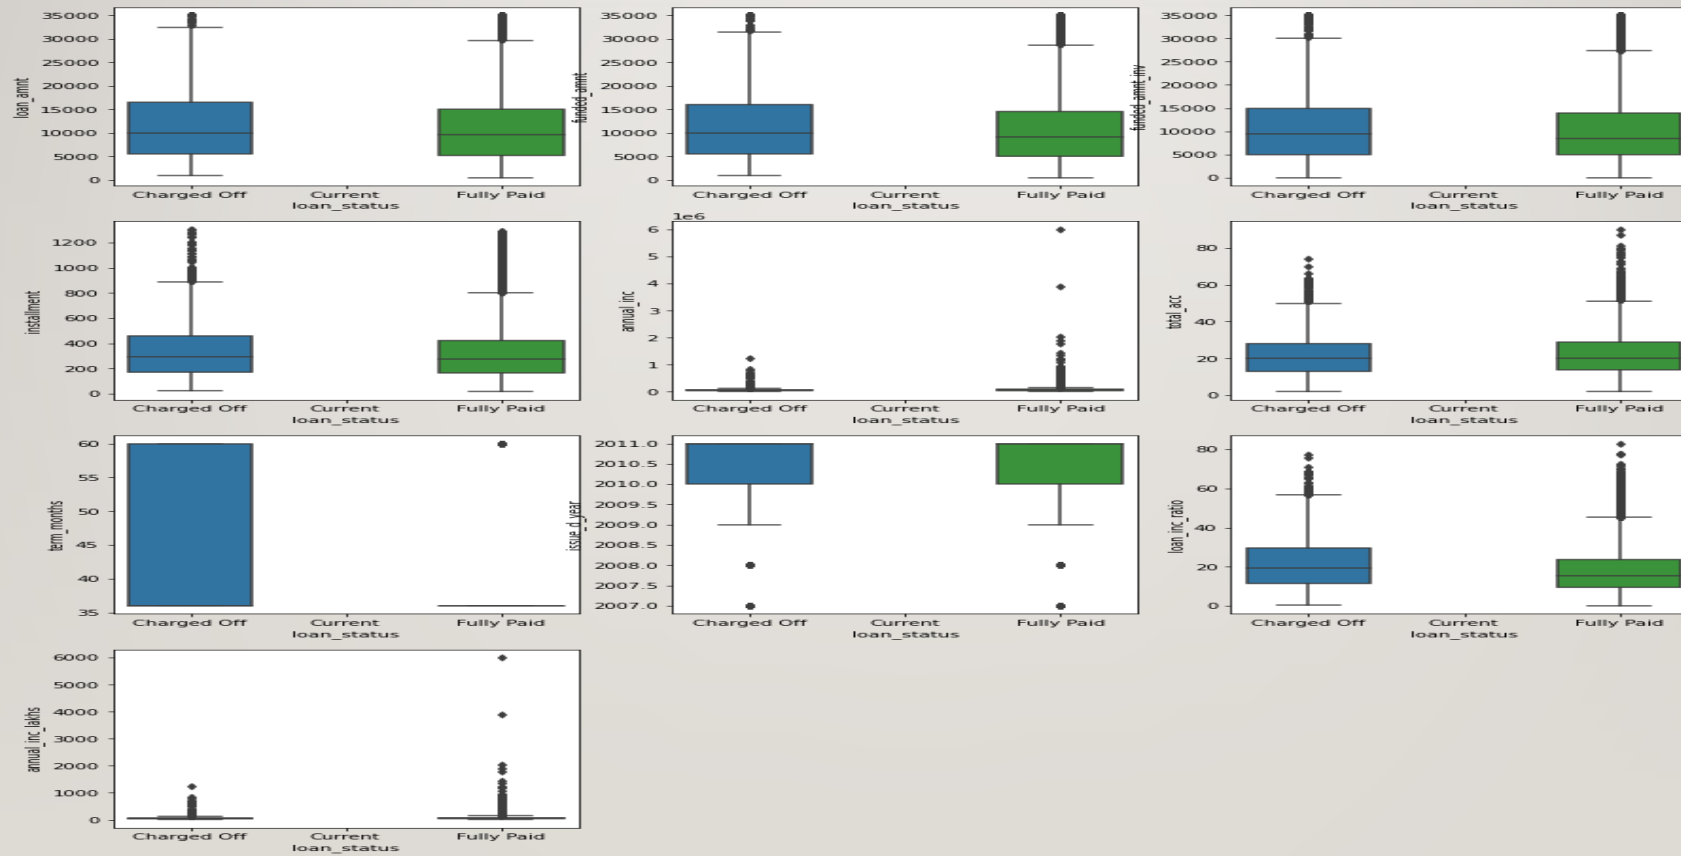 loan_amnt
35000
30000
25000
20000
15000
10000
5000
0
Charged Off Current Fully Paid
loan_status
funded_amnt
35000
30000
25000
20000
15000
10000
5000
0
Charged Off Current Fully Paid
loan_status
funded_amnt_inv
35000
30000
25000
20000
15000
10000
5000
0
Charged Off Current Fully Paid
loan_status
installment
1200
1000
800
600
400
200
0
Charged Off Current Fully Paid
loan_status
1e6
annual_inc
6
5
4
3
2
1
0
Charged Off Current Fully Paid
loan_status
total_acc
80
60
40
20
0
Charged Off Current Fully Paid
loan_status
term_months
60
55
50
45
40
35
Charged Off Current Fully Paid
loan_status
issue_d_year
2011.0
2010.5
2010.0
2009.5
2009.0
2008.5
2008.0
2007.5
2007.0
Charged Off Current Fully Paid
loan_status
loan_inc_ratio
80
60
40
20
0
Charged Off Current Fully Paid
loan_status
annual_inc_lakhs
6000
5000
4000
3000
2000
1000
0
Charged Off Current Fully Paid
loan_status